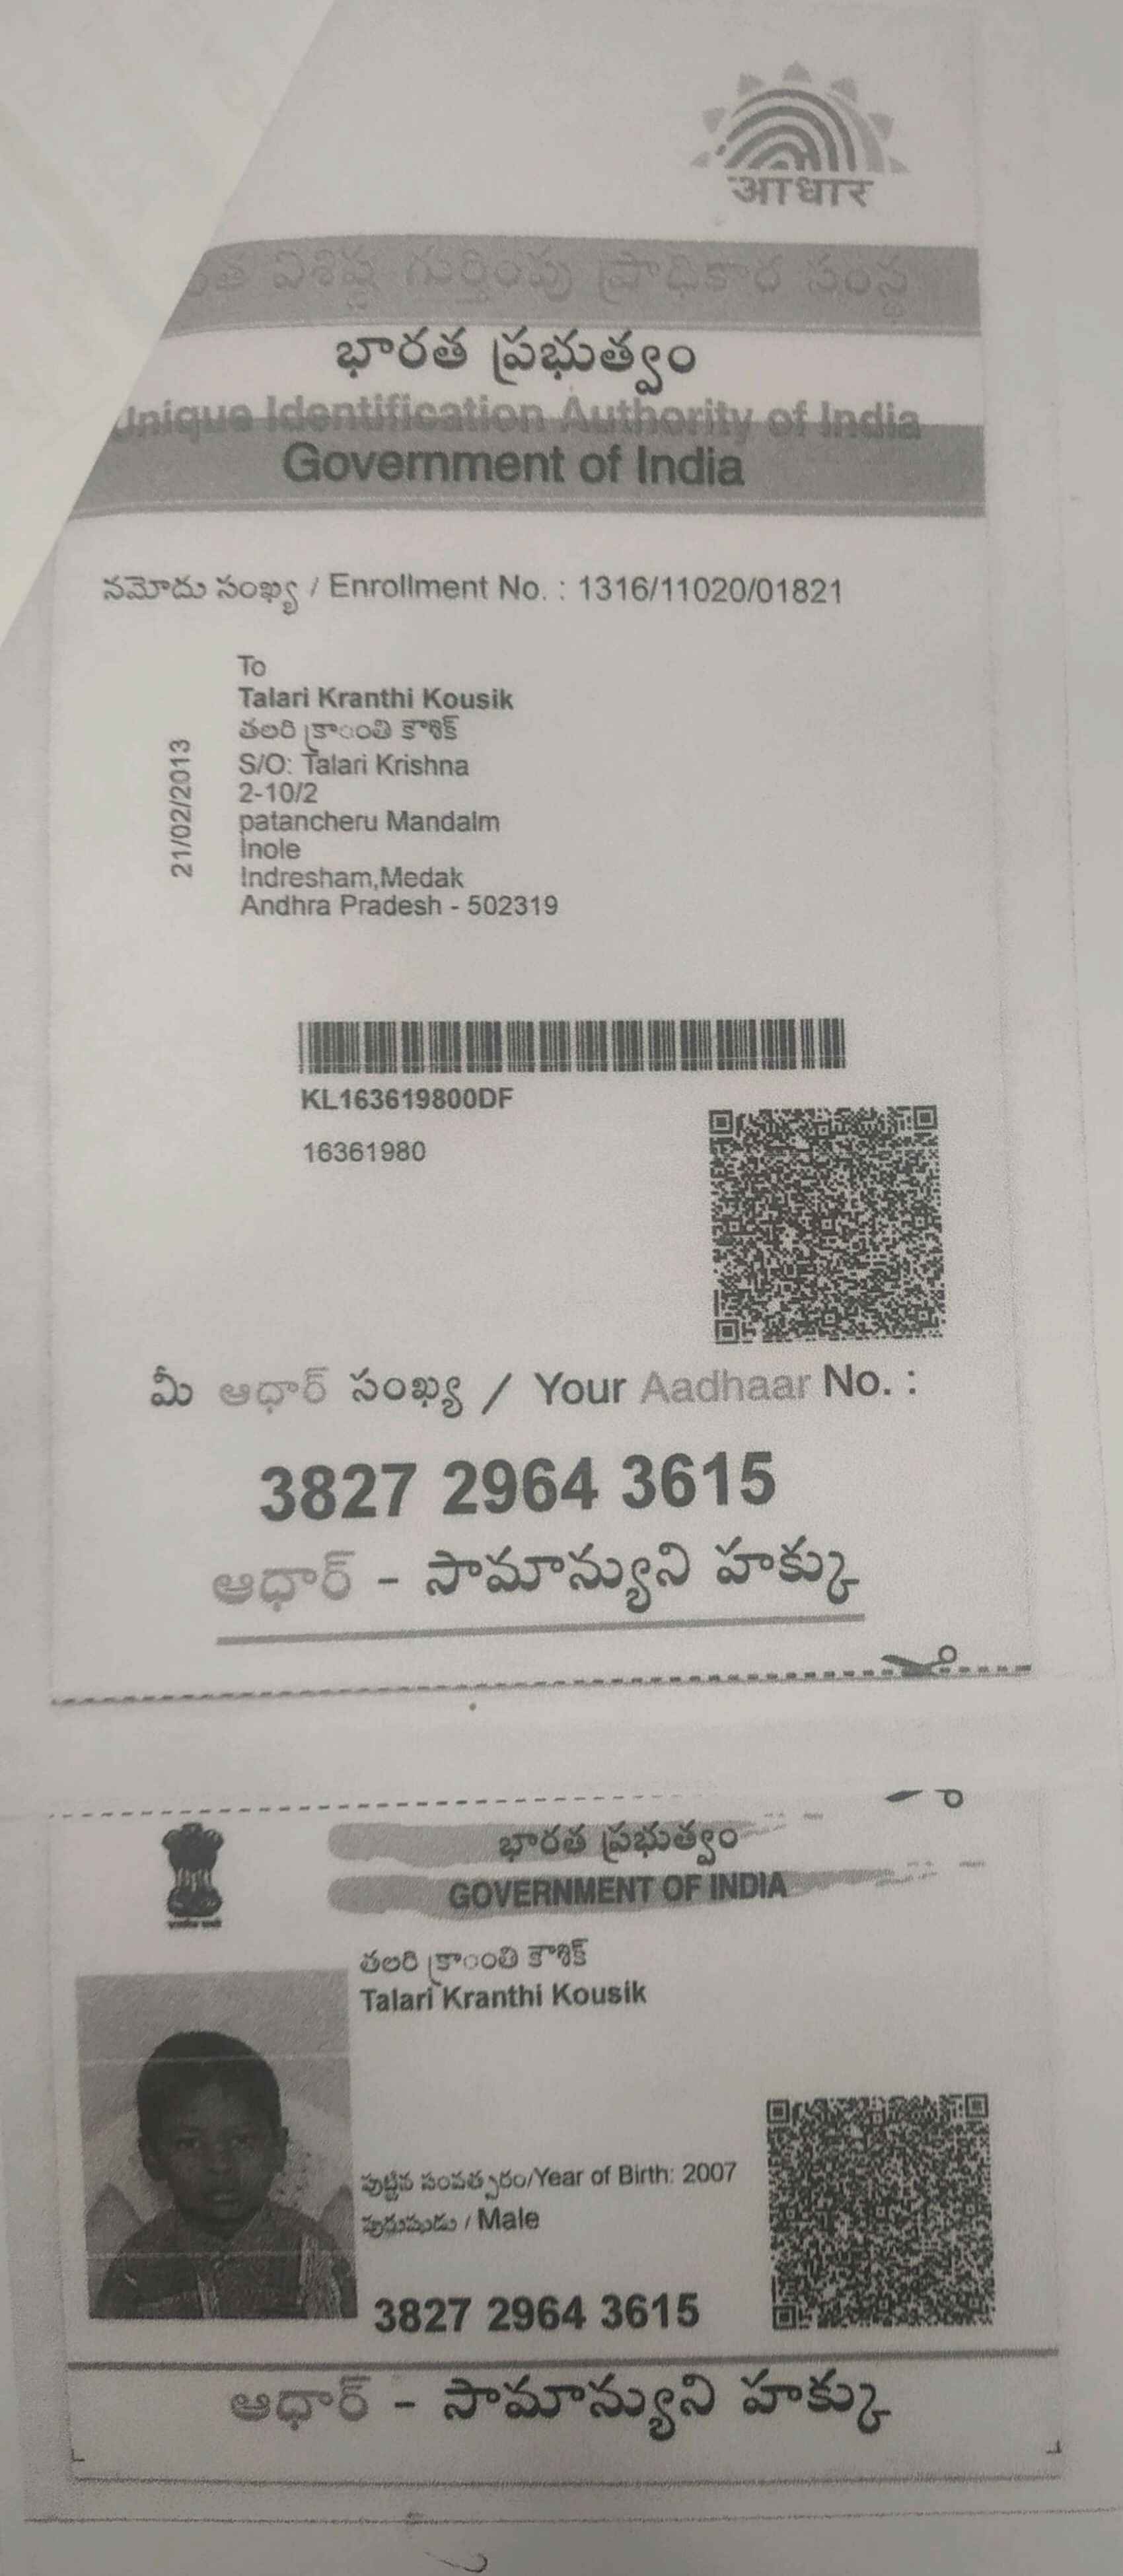 आधार
విశిష్ట గుర్తింపు ప్రాధికార సంస్థ
భారత ప్రభుత్వం
Unique Identification Authority of India
Government of India
నమోదు సంఖ్య / Enrollment No. : 1316/11020/01821
To
Talari Kranthi Kousik
తలరి క్రాంతి కౌశిక్
S/O: Talari Krishna
2-10/2
patancheru Mandalm
Inole
Indresham,Medak
Andhra Pradesh - 502319
21/02/2013
KL163619800DF
16361980
మీ ఆధార్ సంఖ్య / Your Aadhaar No. :
3827 2964 3615
ఆధార్ - సామాన్యుని హక్కు
భారత ప్రభుత్వం
GOVERNMENT OF INDIA
తలరి క్రాంతి కౌశిక్
Talari Kranthi Kousik
పుట్టిన సంవత్సరం/Year of Birth: 2007
పురుషుడు / Male
3827 2964 3615
ఆధార్ - సామాన్యుని హక్కు